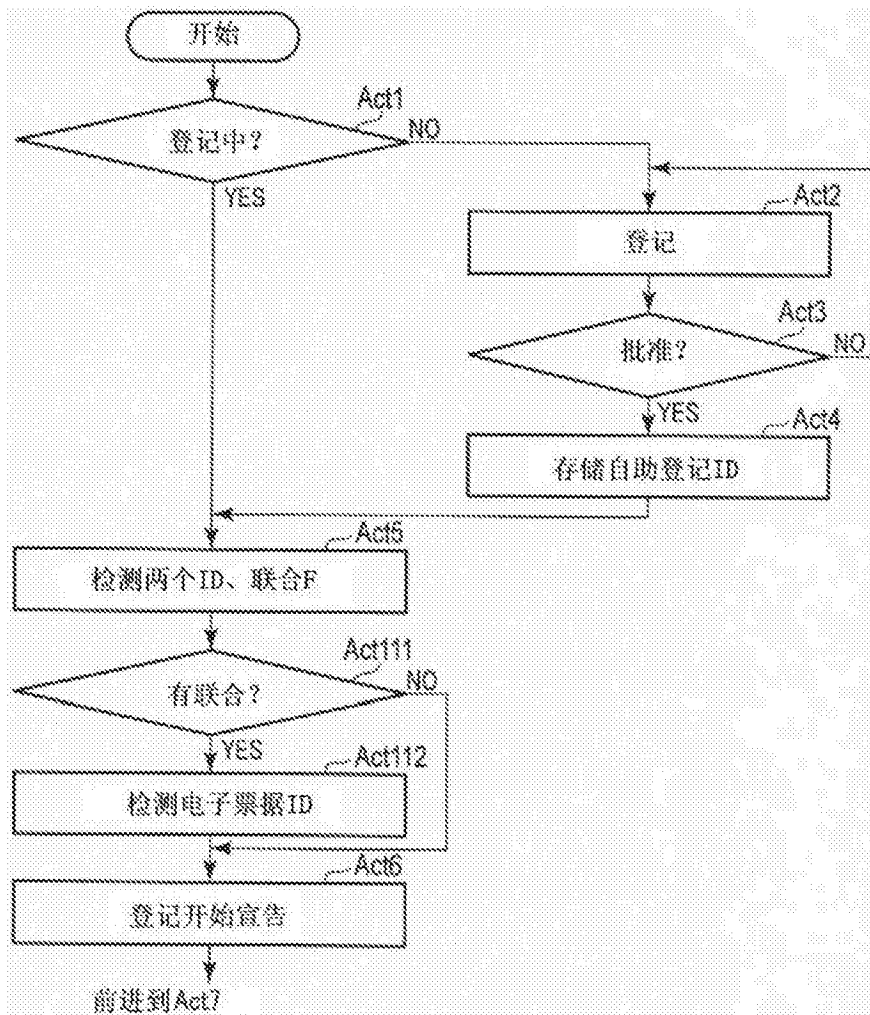 开始
Act1
登记中?
NO
YES
Act2
登记
Act3
批准?
NO
YES
Act4
存储自助登记ID
Act5
检测两个ID、联合F
Act111
有联合?
NO
YES
Act112
检测电子票据ID
Act6
登记开始宣告
前进到Act7